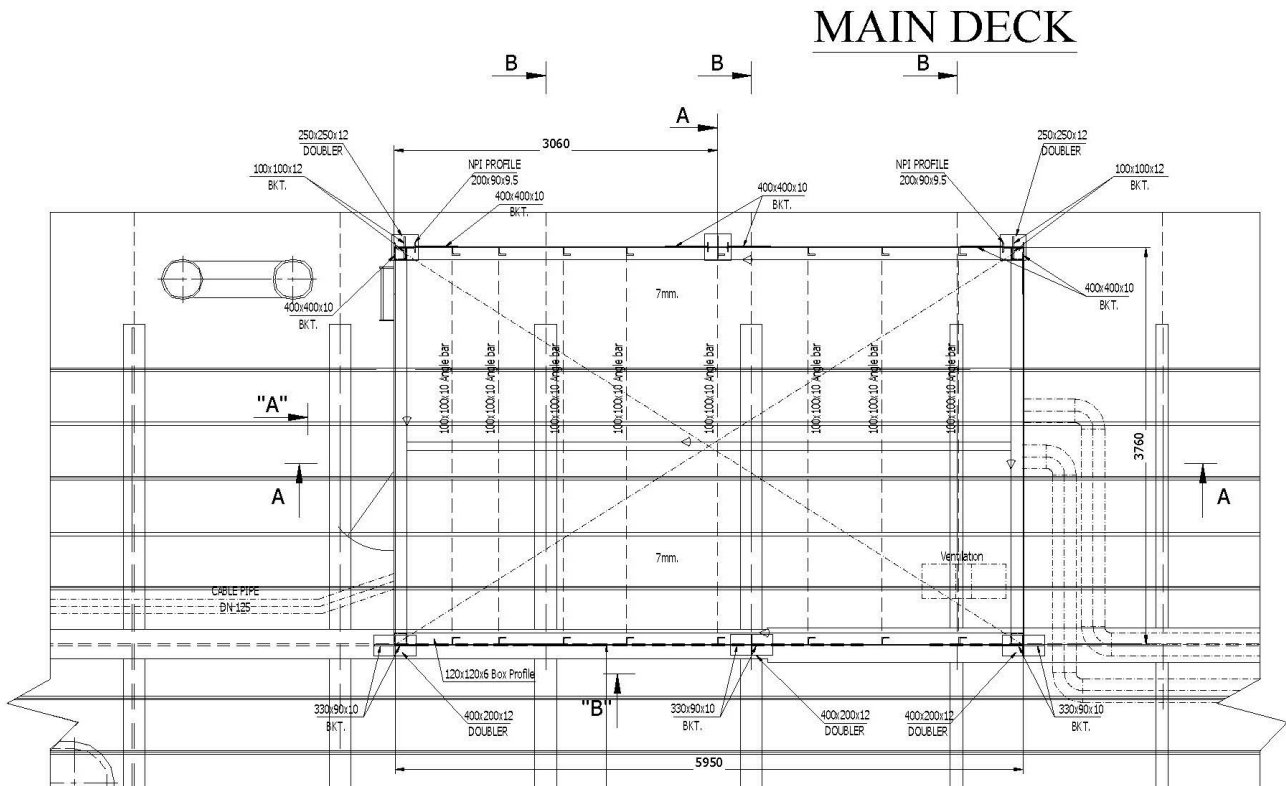 MAIN DECK
B
B
B
A
250x250x12
DOUBLER
3060
250x250x12
DOUBLER
100x100x12
BKT.
NPI PROFILE
200x90x9.5
400x400x10
BKT.
400x400x10
BKT.
NPI PROFILE
200x90x9.5
100x100x12
BKT.
400x400x10
BKT.
7mm.
400x400x10
BKT.
100x100x10 Angle bar
100x100x10 Angle bar
100x100x10 Angle bar
100x100x10 Angle bar
100x100x10 Angle bar
100x100x10 Angle bar
100x100x10 Angle bar
100x100x10 Angle bar
"A"
3760
A
A
7mm.
Ventilation
CABLE PIPE
DN 125
120x120x6 Box Profile
"B"
330x90x10
BKT.
400x200x12
DOUBLER
330x90x10
BKT.
400x200x12
DOUBLER
400x200x12
DOUBLER
330x90x10
BKT.
5950